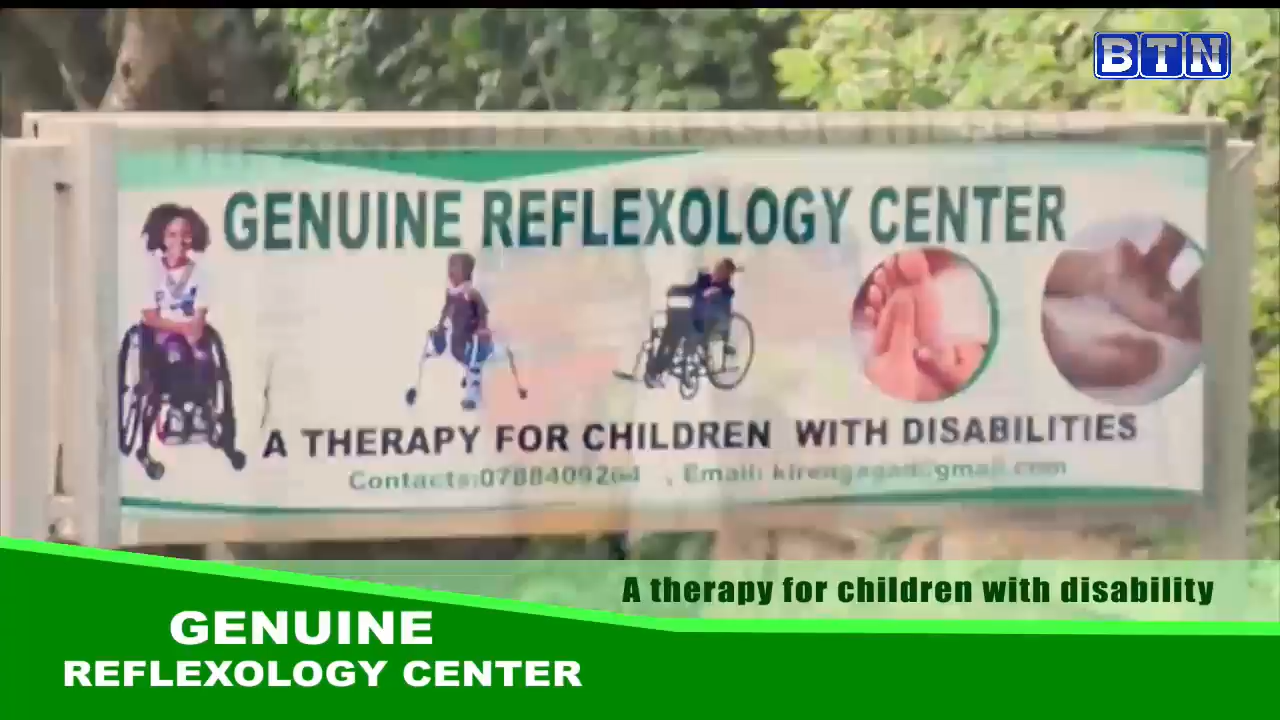 BTN
GENUINE REFLEXOLOGY CENTER
A THERAPY FOR CHILDREN WITH DISABILITIES
Contacts:0788409264 , Email:
A therapy for children with disability
GENUINE
REFLEXOLOGY CENTER